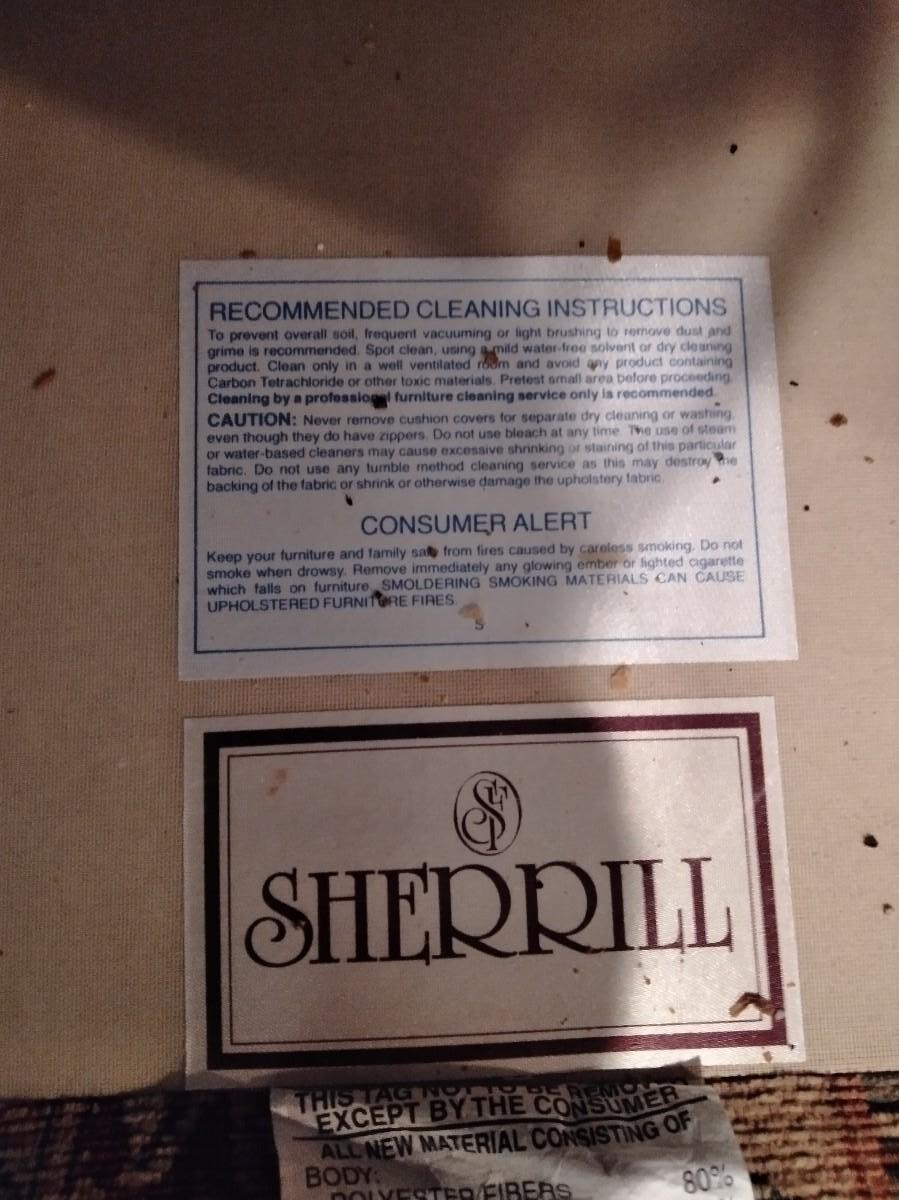 RECOMMENDED CLEANING INSTRUCTIONS
To prevent overall soil, frequent vacuuming or light brushing to remove dust and
grime is recommended. Spot clean, using a mild water-free solvent or dry cleaning
product. Clean only in a well ventilated room and avoid any product containing
Carbon Tetrachloride or other toxic materials. Pretest small area before proceeding.
Cleaning by a professional furniture cleaning service only is recommended.
CAUTION: Never remove cushion covers for separate dry cleaning or washing,
even though they do have zippers. Do not use bleach at any time. The use of steam
or water-based cleaners may cause excessive shrinking or staining of this particular
fabric. Do not use any tumble method cleaning service as this may destroy the
backing of the fabric or shrink or otherwise damage the upholstery fabric.
CONSUMER ALERT
Keep your furniture and family safe from fires caused by careless smoking. Do not
smoke when drowsy. Remove immediately any glowing ember or lighted cigarette
which falls on furniture. SMOLDERING SMOKING MATERIALS CAN CAUSE
UPHOLSTERED FURNITURE FIRES.
S
SF
SHERRILL
THIS TAG NOT TO BE REMOVED
EXCEPT BY THE CONSUMER
ALL NEW MATERIAL CONSISTING OF
BODY:
POLYESTER FIBERS 80%